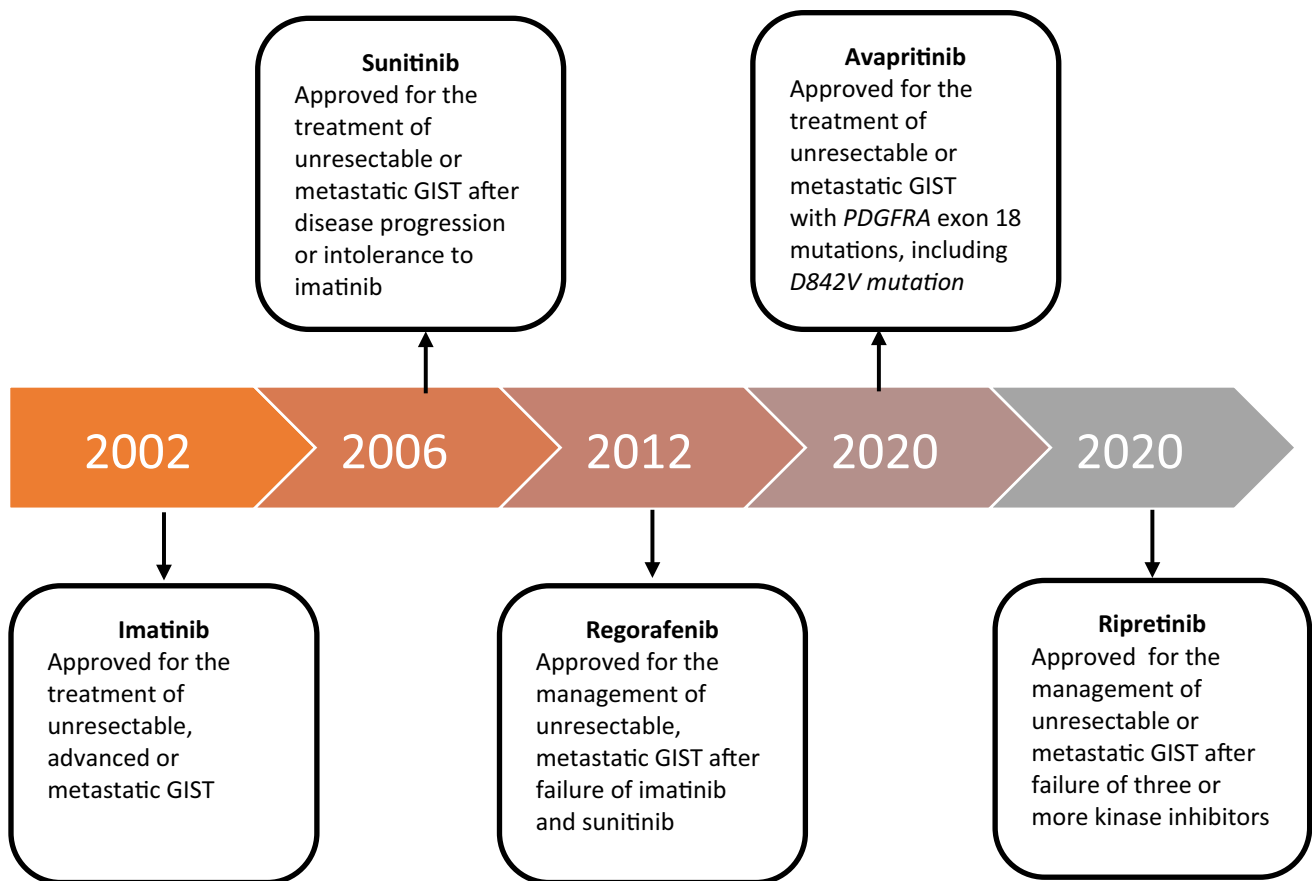 Sunitinib
Approved for the
treatment of
unresectable or
metastatic GIST after
disease progression
or intolerance to
imatinib
Avapritinib
Approved for the
treatment of
unresectable or
metastatic GIST
with PDGFRA exon 18
mutations, including
D842V mutation
2002
2006
2012
2020
2020
Imatinib
Approved for the
treatment of
unresectable,
advanced or
metastatic GIST
Regorafenib
Approved for the
management of
unresectable,
metastatic GIST after
failure of imatinib
and sunitinib
Ripretinib
Approved for the
management of
unresectable or
metastatic GIST after
failure of three or
more kinase inhibitors